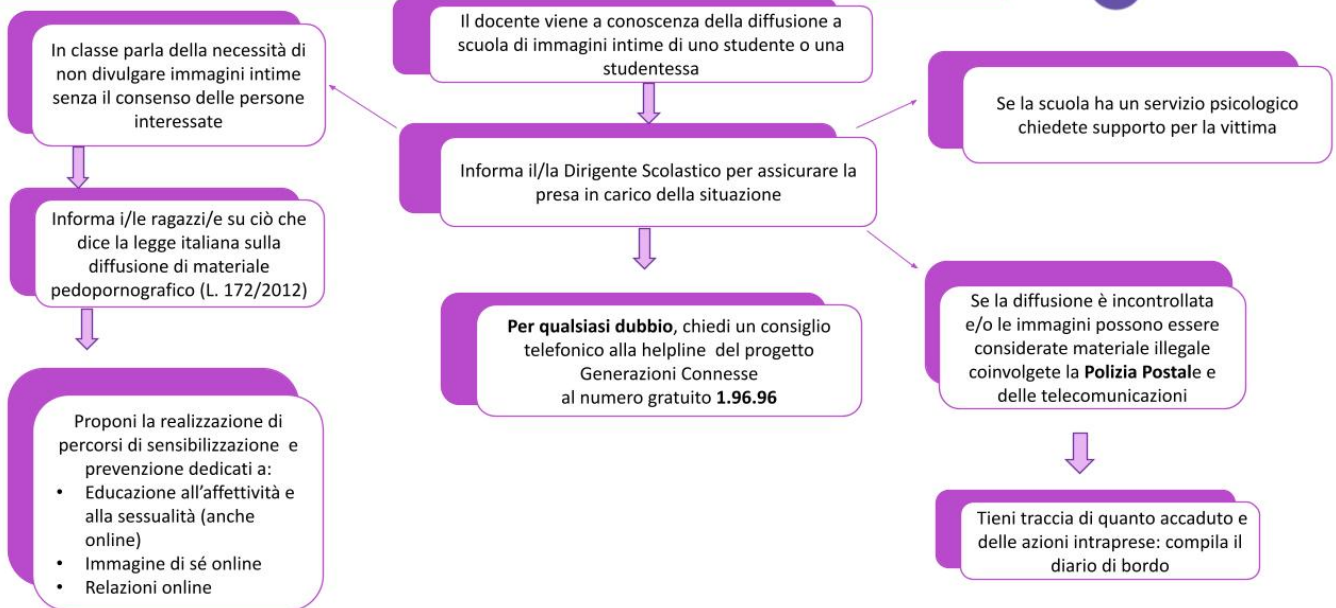 Il docente viene a conoscenza della diffusione a
scuola di immagini intime di uno studente o una
studentessa
In classe parla della necessità di
non divulgare immagini intime
senza il consenso delle persone
interessate
Se la scuola ha un servizio psicologico
chiedete supporto per la vittima
Informa il/la Dirigente Scolastico per assicurare la
presa in carico della situazione
Informa i/le ragazzi/e su ciò che
dice la legge italiana sulla
diffusione di materiale
pedopornografico (L. 172/2012)
Per qualsiasi dubbio, chiedi un consiglio
telefonico alla helpline del progetto
Generazioni Connesse
al numero gratuito 1.96.96
Se la diffusione è incontrollata
e/o le immagini possono essere
considerate materiale illegale
coinvolgete la Polizia Postale e
delle telecomunicazioni
Proponi la realizzazione di
percorsi di sensibilizzazione e
prevenzione dedicati a:
• Educazione all'affettività e
alla sessualità (anche
online)
• Immagine di sé online
• Relazioni online
Tieni traccia di quanto accaduto e
delle azioni intraprese: compila il
diario di bordo